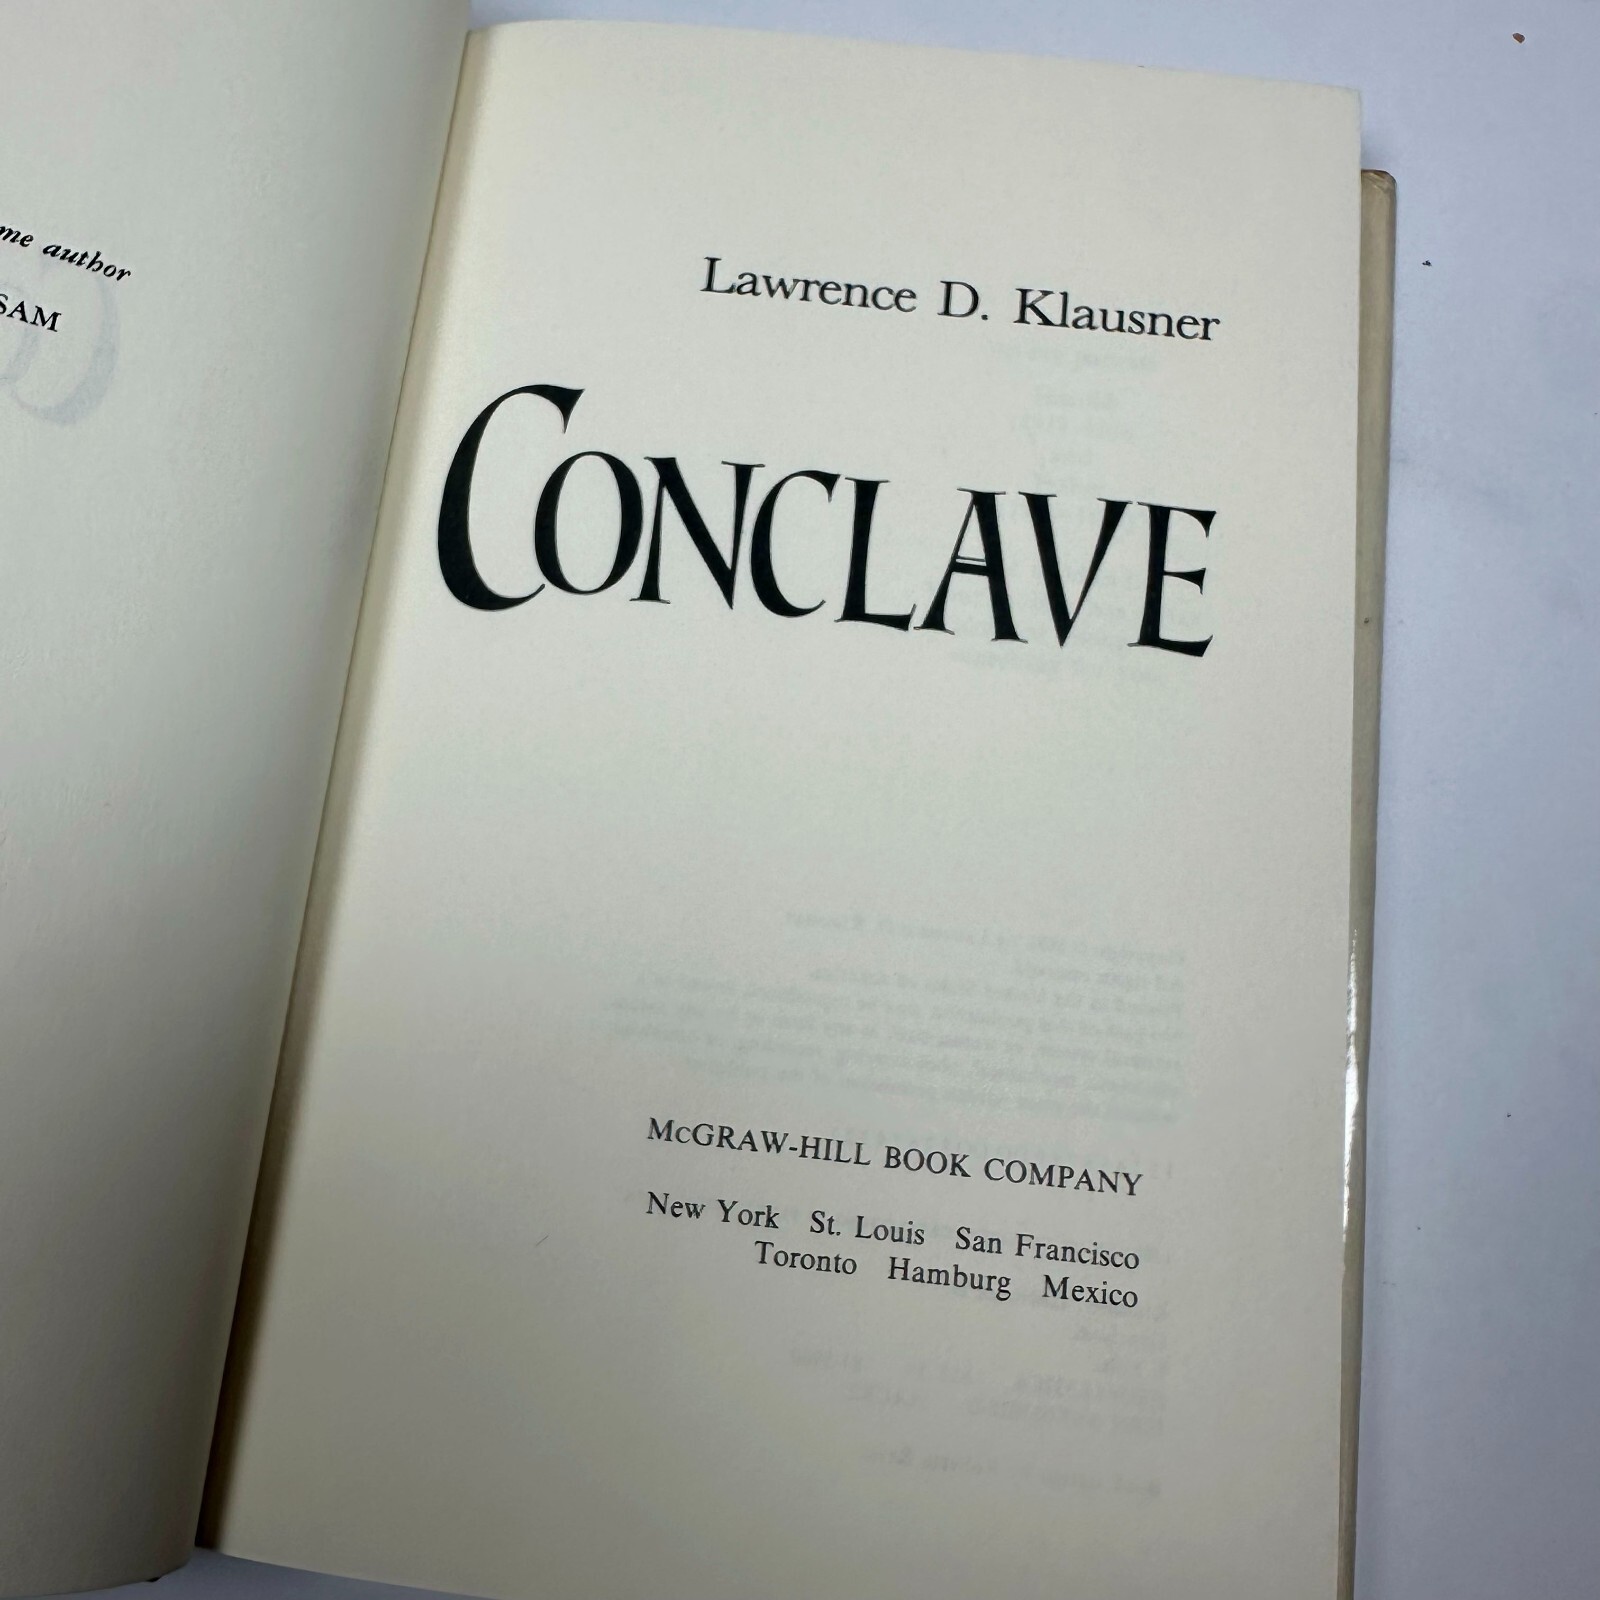 me author
SAM
Lawrence D. Klausner
CONCLAVE
McGRAW-HILL BOOK COMPANY
New York St. Louis San Francisco
Toronto Hamburg Mexico